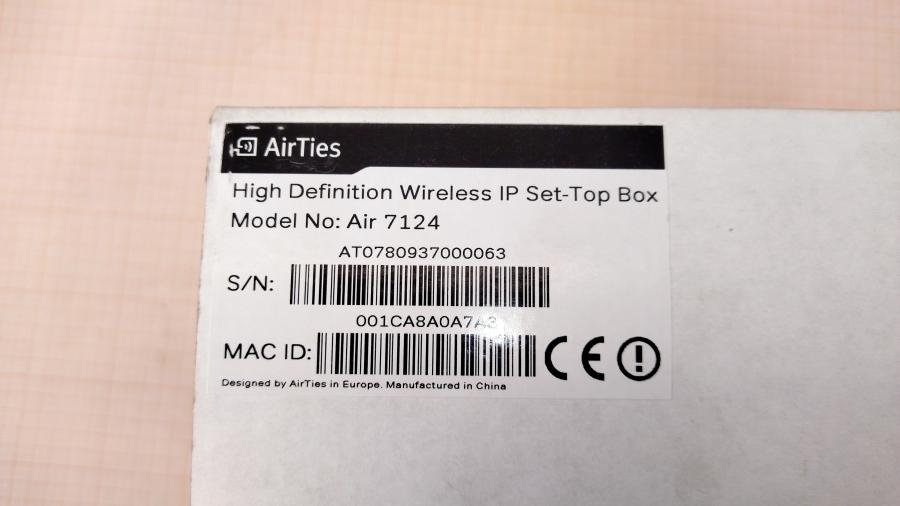 AirTies
High Definition Wireless IP Set-Top Box
Model No: Air 7124
AT0780937000063
S/N:
001CA8A0A7A3
MAC ID:
CE
Designed by AirTies in Europe. Manufactured in China